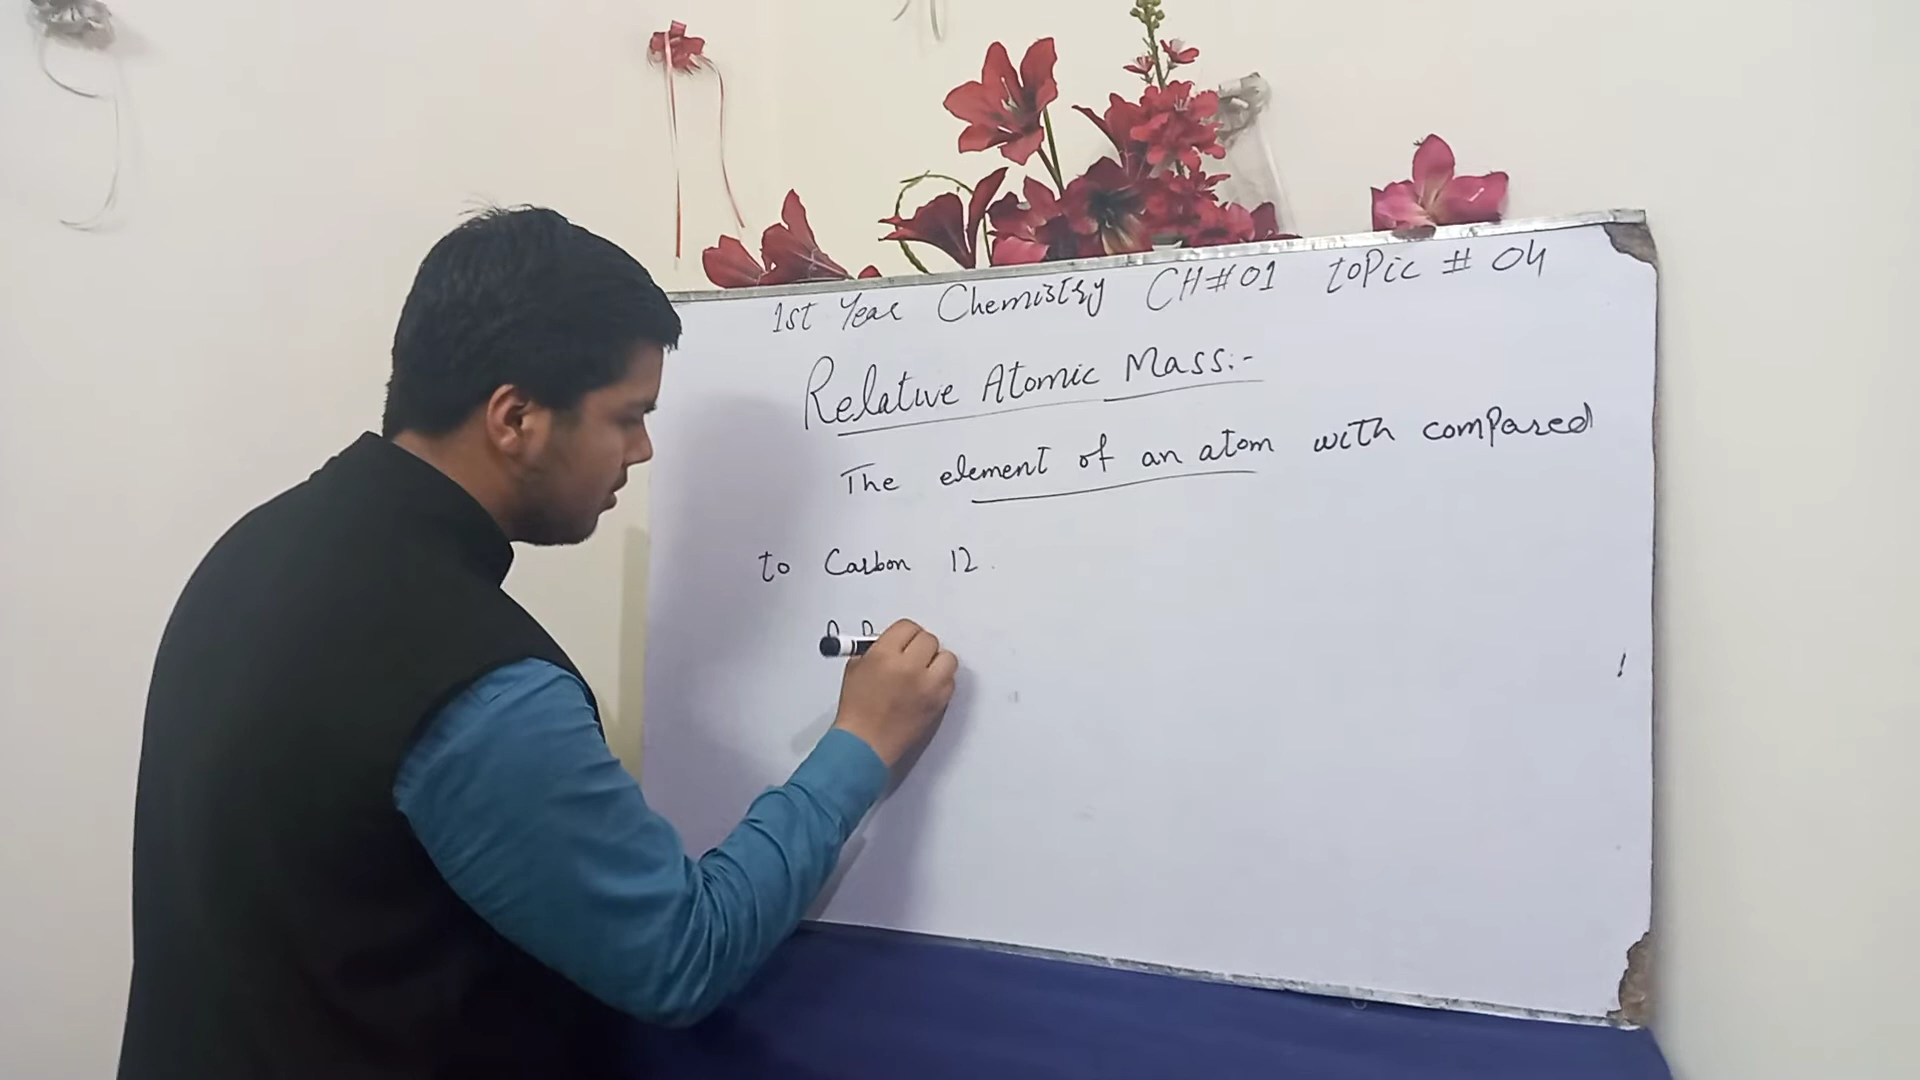 1st Year Chemistry CH#01 topic # 04
Relative Atomic Mass:-
The element of an atom with compared
to Carbon 12.